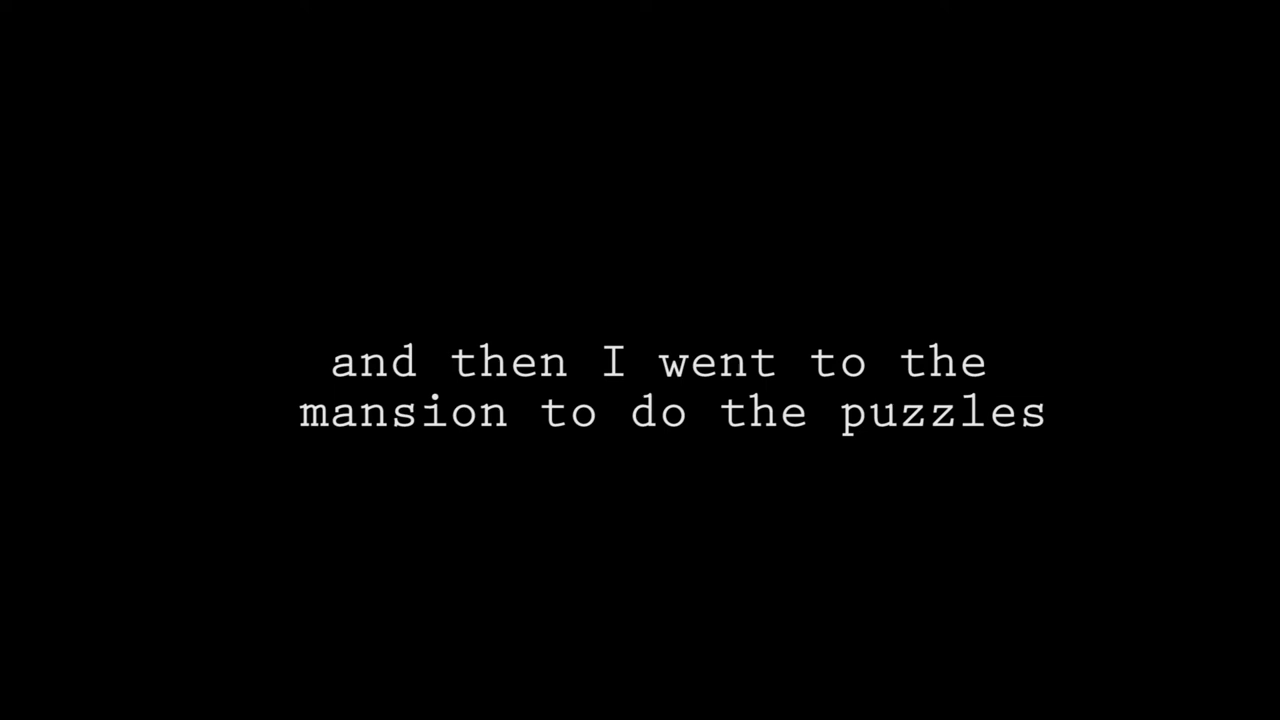 and then I went to the
mansion to do the puzzles